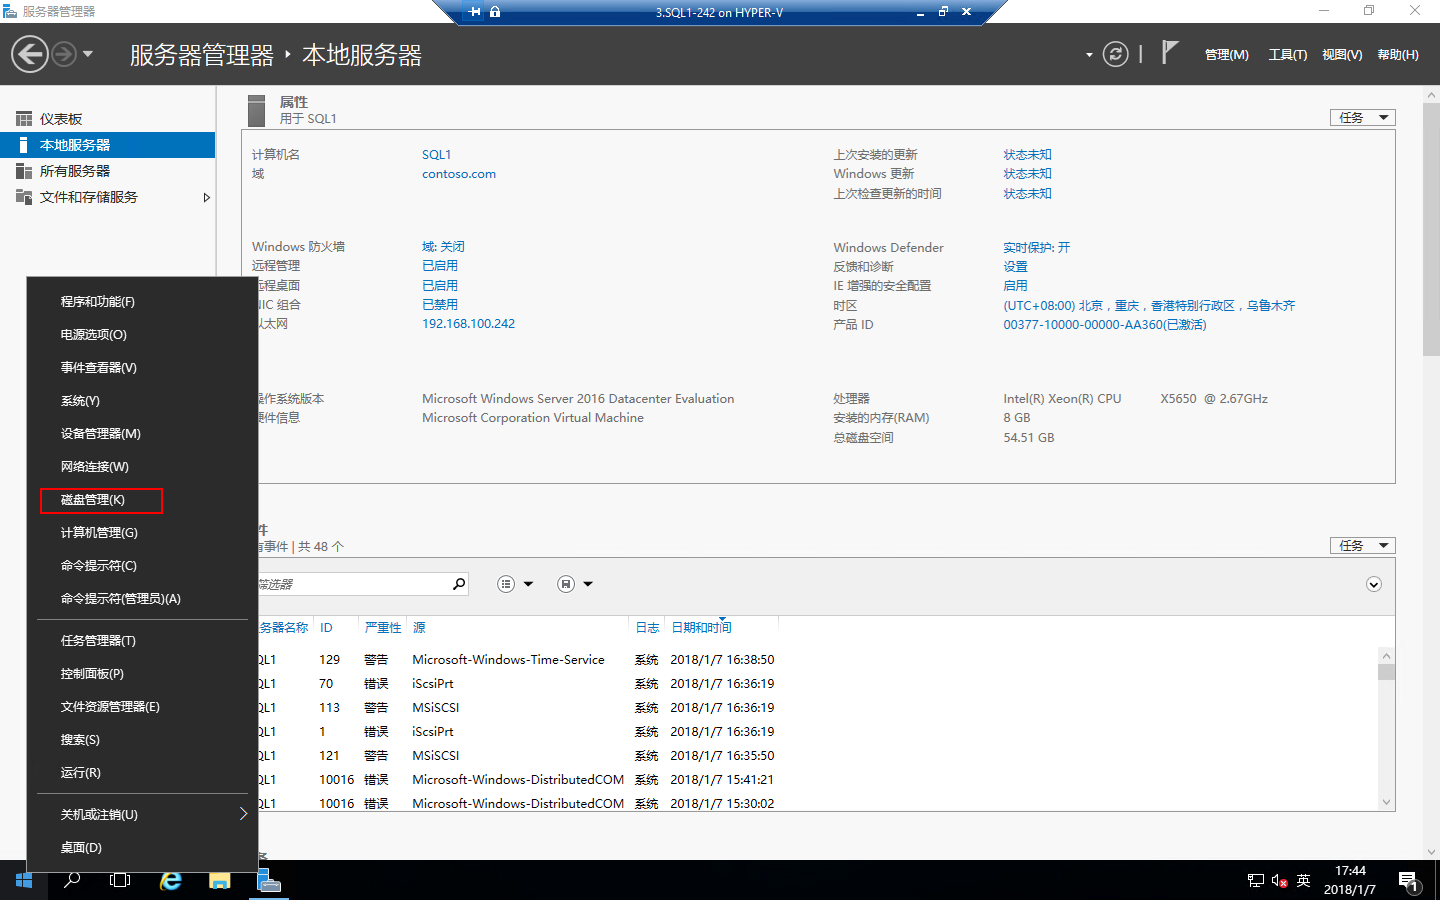 服务器管理器
3.SQL1-242 on HYPER-V
服务器管理器 · 本地服务器
管理(M) 工具(T) 视图(V) 帮助(H)
仪表板
本地服务器
所有服务器
文件和存储服务
属性
用于 SQL1
任务
计算机名 SQL1
域 contoso.com
上次安装的更新 状态未知
Windows 更新 状态未知
上次检查更新的时间 状态未知
Windows 防火墙 域: 关闭
远程管理 已启用
远程桌面 已启用
NIC 组合 已禁用
以太网 192.168.100.242
Windows Defender 实时保护: 开
反馈和诊断 设置
IE 增强的安全配置 启用
时区 (UTC+08:00) 北京，重庆，香港特别行政区，乌鲁木齐
产品 ID 00377-10000-00000-AA360(已激活)
操作系统版本 Microsoft Windows Server 2016 Datacenter Evaluation
硬件信息 Microsoft Corporation Virtual Machine
处理器 Intel(R) Xeon(R) CPU X5650 @ 2.67GHz
安装的内存(RAM) 8 GB
总磁盘空间 54.51 GB
件
有事件 | 共 48 个
任务
筛选器
务器名称 ID 严重性 源 日志 日期和时间
QL1 129 警告 Microsoft-Windows-Time-Service 系统 2018/1/7 16:38:50
QL1 70 错误 iScsiPrt 系统 2018/1/7 16:36:19
QL1 113 警告 MSiSCSI 系统 2018/1/7 16:36:19
QL1 1 错误 iScsiPrt 系统 2018/1/7 16:36:19
QL1 121 警告 MSiSCSI 系统 2018/1/7 16:35:50
QL1 10016 错误 Microsoft-Windows-DistributedCOM 系统 2018/1/7 15:41:21
QL1 10016 错误 Microsoft-Windows-DistributedCOM 系统 2018/1/7 15:30:02
程序和功能(F)
电源选项(O)
事件查看器(V)
系统(Y)
设备管理器(M)
网络连接(W)
磁盘管理(K)
计算机管理(G)
命令提示符(C)
命令提示符(管理员)(A)
任务管理器(T)
控制面板(P)
文件资源管理器(E)
搜索(S)
运行(R)
关机或注销(U)
桌面(D)
英
17:44
2018/1/7
1